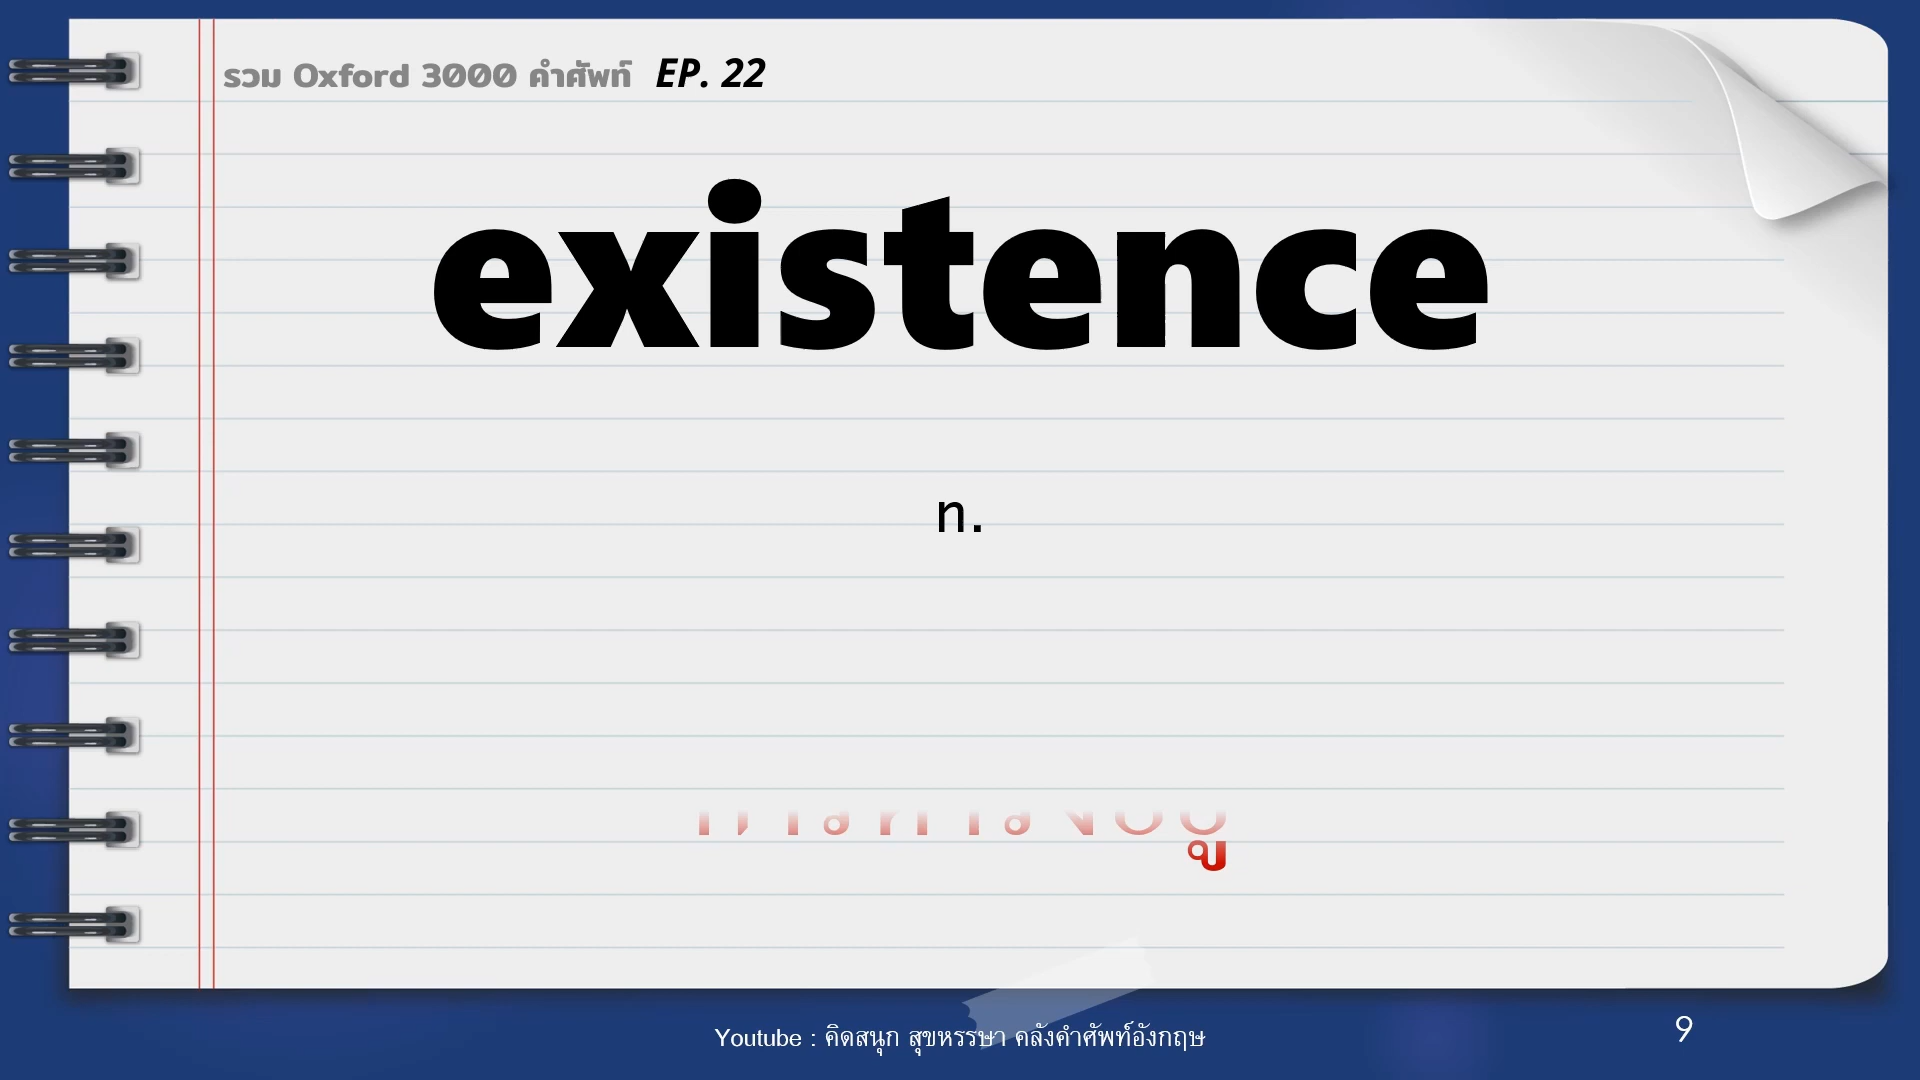 รวม Oxford 3000 คำศัพท์ EP. 22
existence
n.
Youtube : คิดสนุก สุขหรรษา คลังคำศัพท์อังกฤษ
9